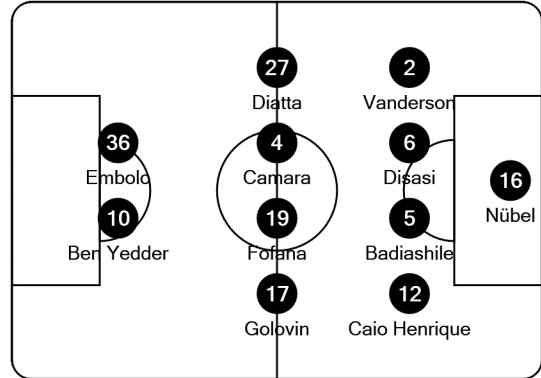 27
Diatta
2
Vanderson
36
Embolo
4
Camara
6
Disasi
16
Nübel
10
Ben Yedder
19
Fofana
5
Badiashile
17
Golovin
12
Caio Henrique